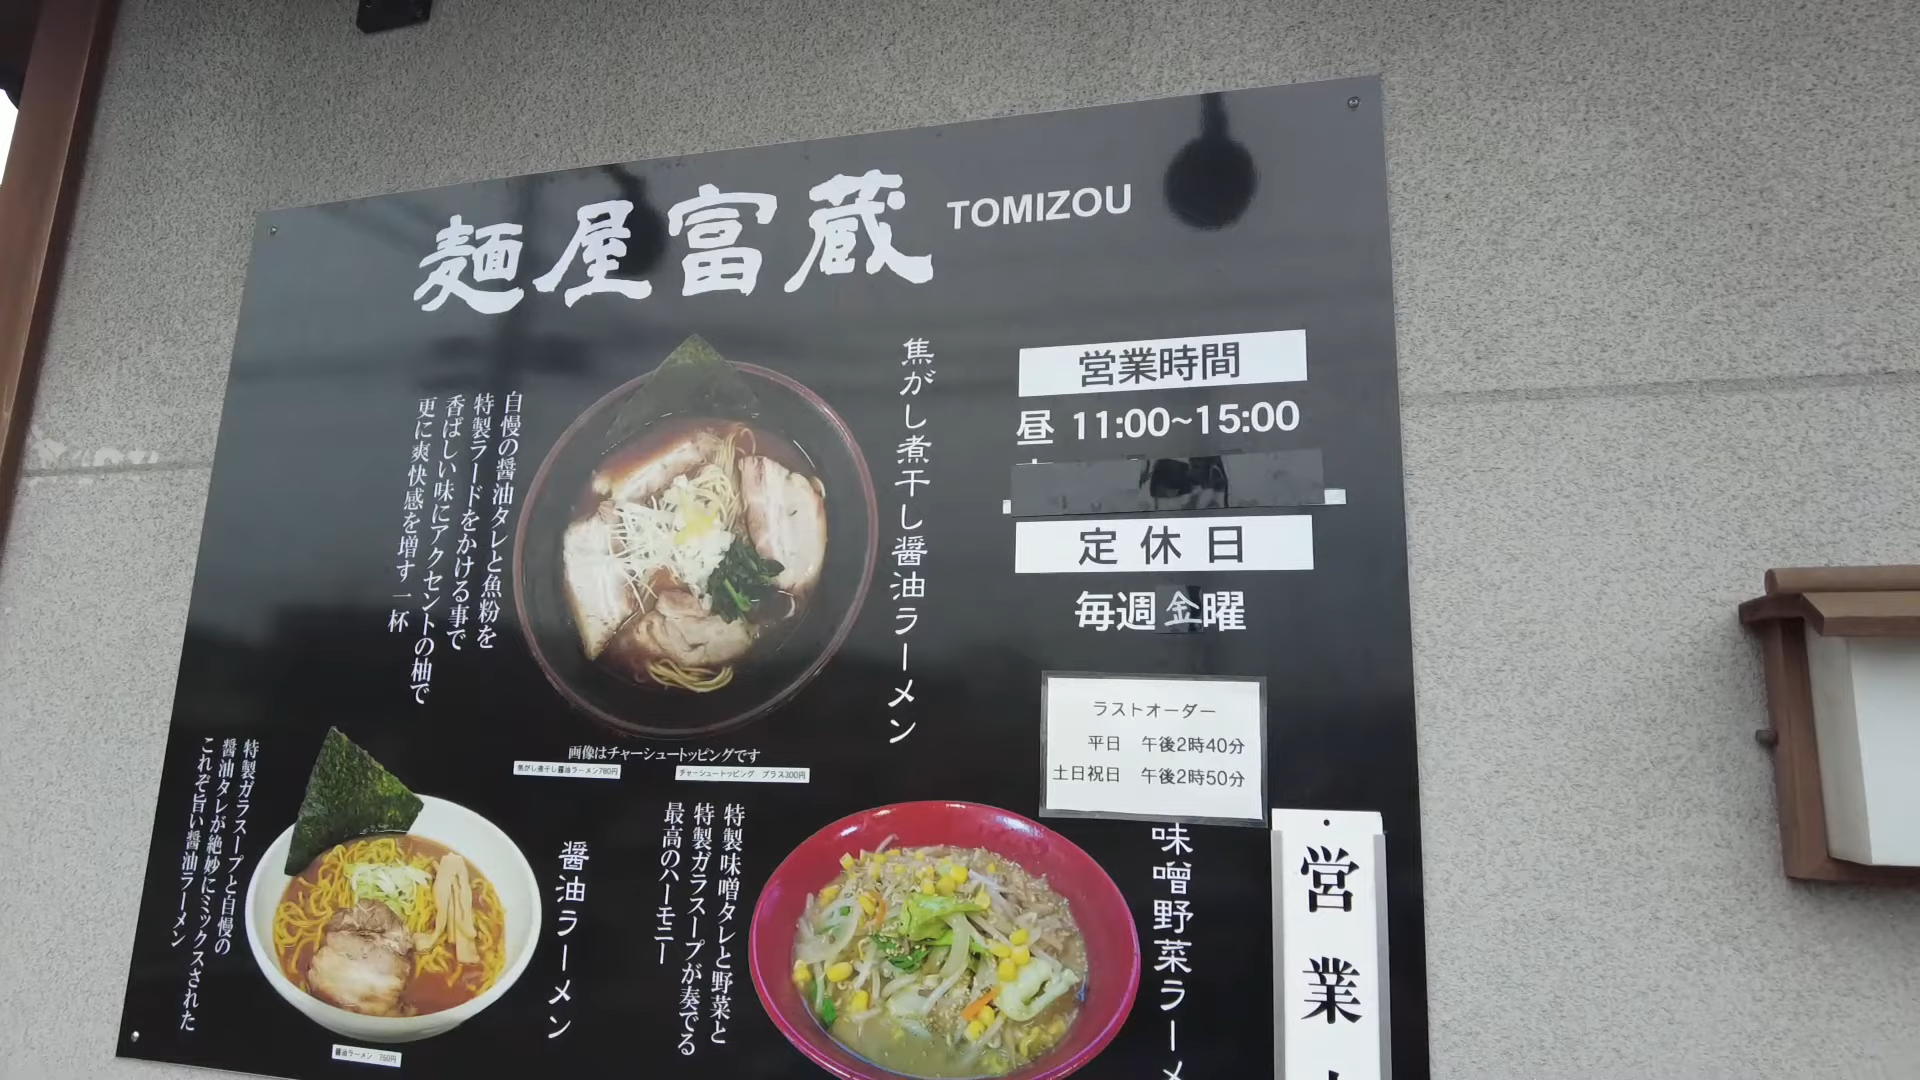 麺屋富蔵 TOMIZOU
焦がし煮干し醤油ラーメン
自慢の醤油タレと魚粉を
特製ラードをかける事で
香ばしい味にアクセントの柚で
更に爽快感を増す一杯
画像はチャーシュートッピングです
焦がし煮干し醤油ラーメン780円
チャーシュートッピング プラス300円
営業時間
昼 11:00~15:00
定休日
毎週金曜
ラストオーダー
平日 午後2時40分
土日祝日 午後2時50分
醤油ラーメン
特製ガラスープと自慢の
醤油タレが絶妙にミックスされた
これぞ旨い醤油ラーメン
醤油ラーメン 750円
味噌野菜ラーメ
特製味噌タレと野菜と
特製ガラスープが奏でる
最高のハーモニー
営業